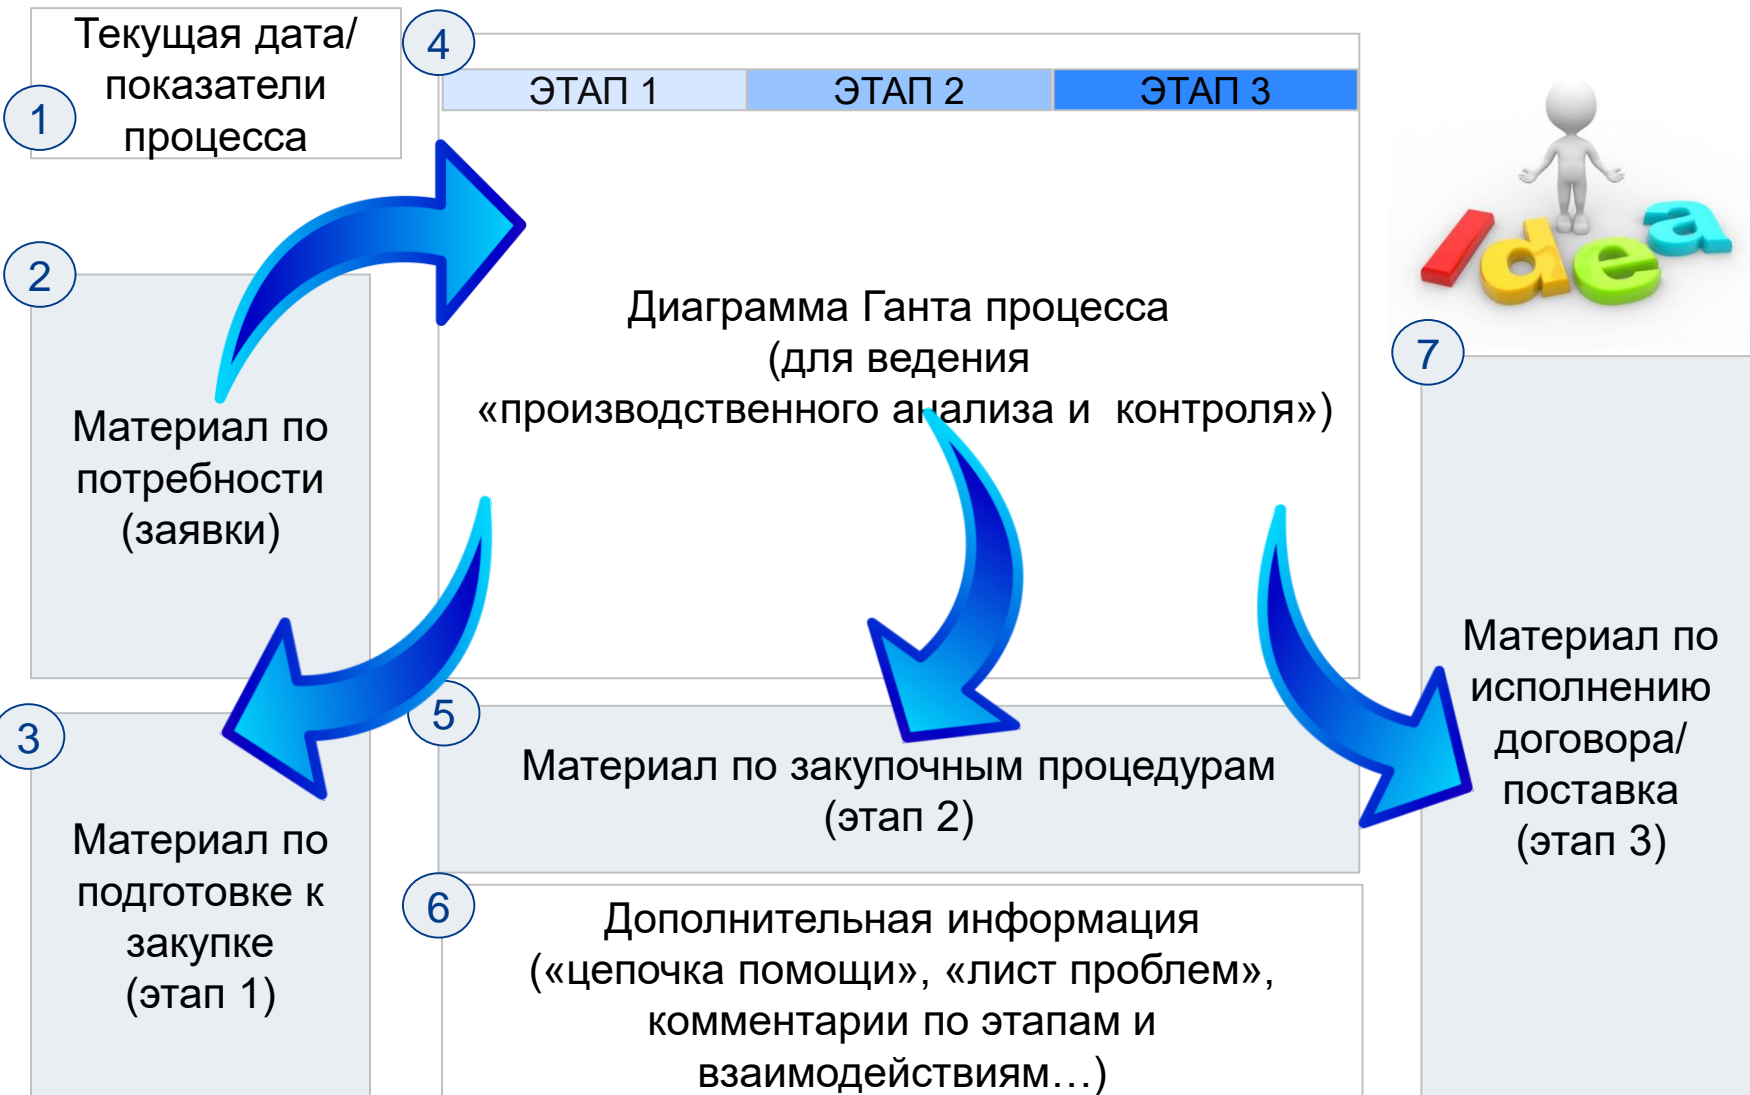 1
Текущая дата/
показатели
процесса
2
Материал по
потребности
(заявки)
3
Материал по
подготовке к
закупке
(этап 1)
4
ЭТАП 1 ЭТАП 2 ЭТАП 3
Диаграмма Ганта процесса
(для ведения
«производственного анализа и контроля»)
5
Материал по закупочным процедурам
(этап 2)
6
Дополнительная информация
(«цепочка помощи», «лист проблем»,
комментарии по этапам и
взаимодействиям…)
Idea
7
Материал по
исполнению
договора/
поставка
(этап 3)